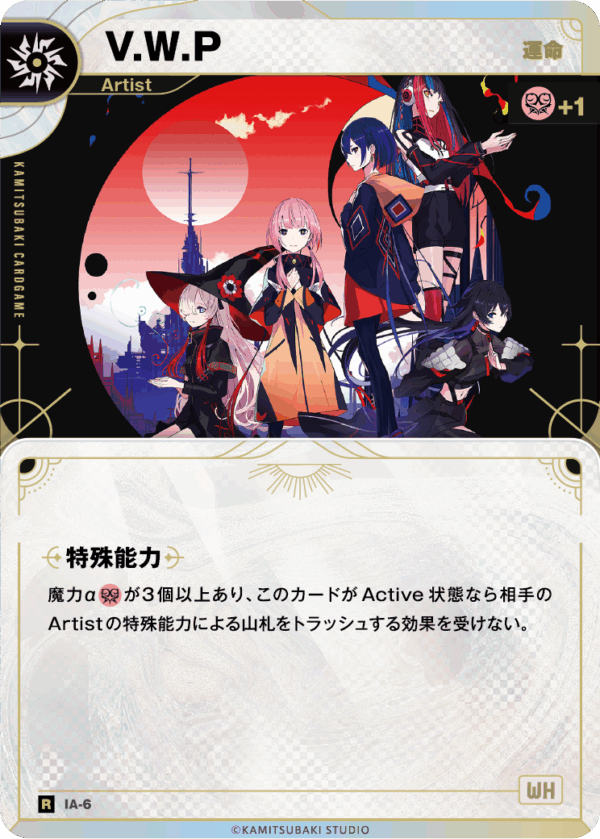 V.W.P
運命
Artist
+1
KAMITSUBAKI CARDGAME
特殊能力
魔力αが3個以上あり、このカードがActive 状態なら相手の
Artistの特殊能力による山札をトラッシュする効果を受けない。
R IA-6
WH
©KAMITSUBAKI STUDIO